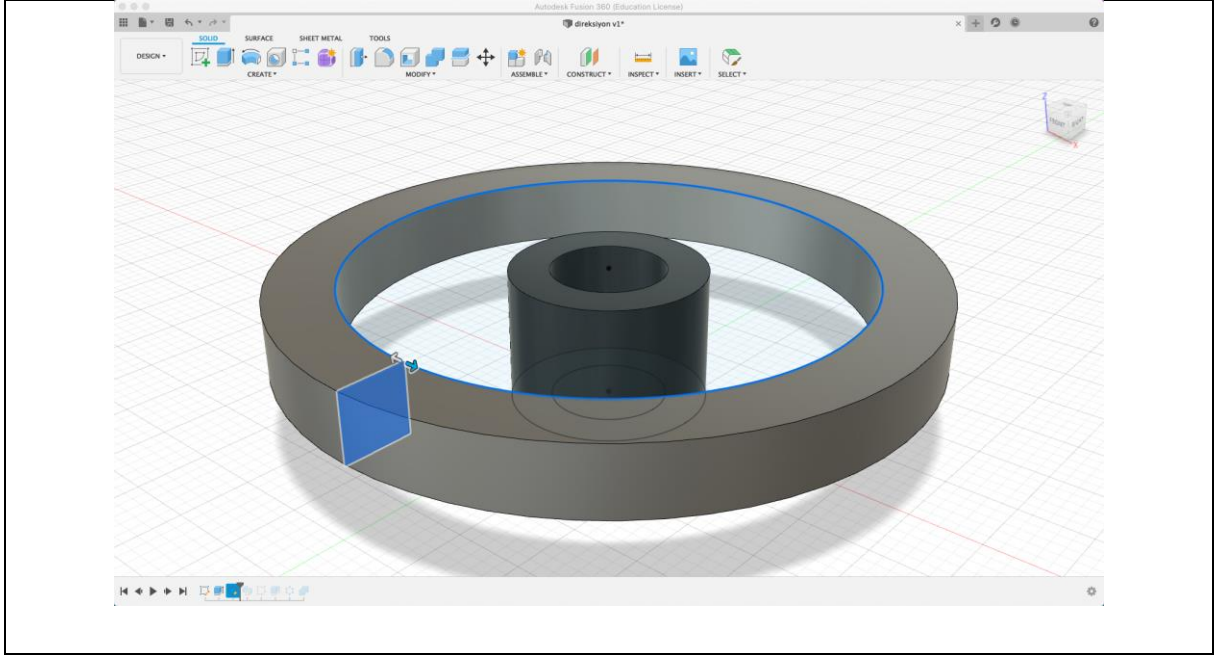 Autodesk Fusion 360 (Education License)
direksiyon v1*
SOLID SURFACE SHEET METAL TOOLS
DESIGN
CREATE MODIFY ASSEMBLE CONSTRUCT INSPECT INSERT SELECT
Z
FRONT
X